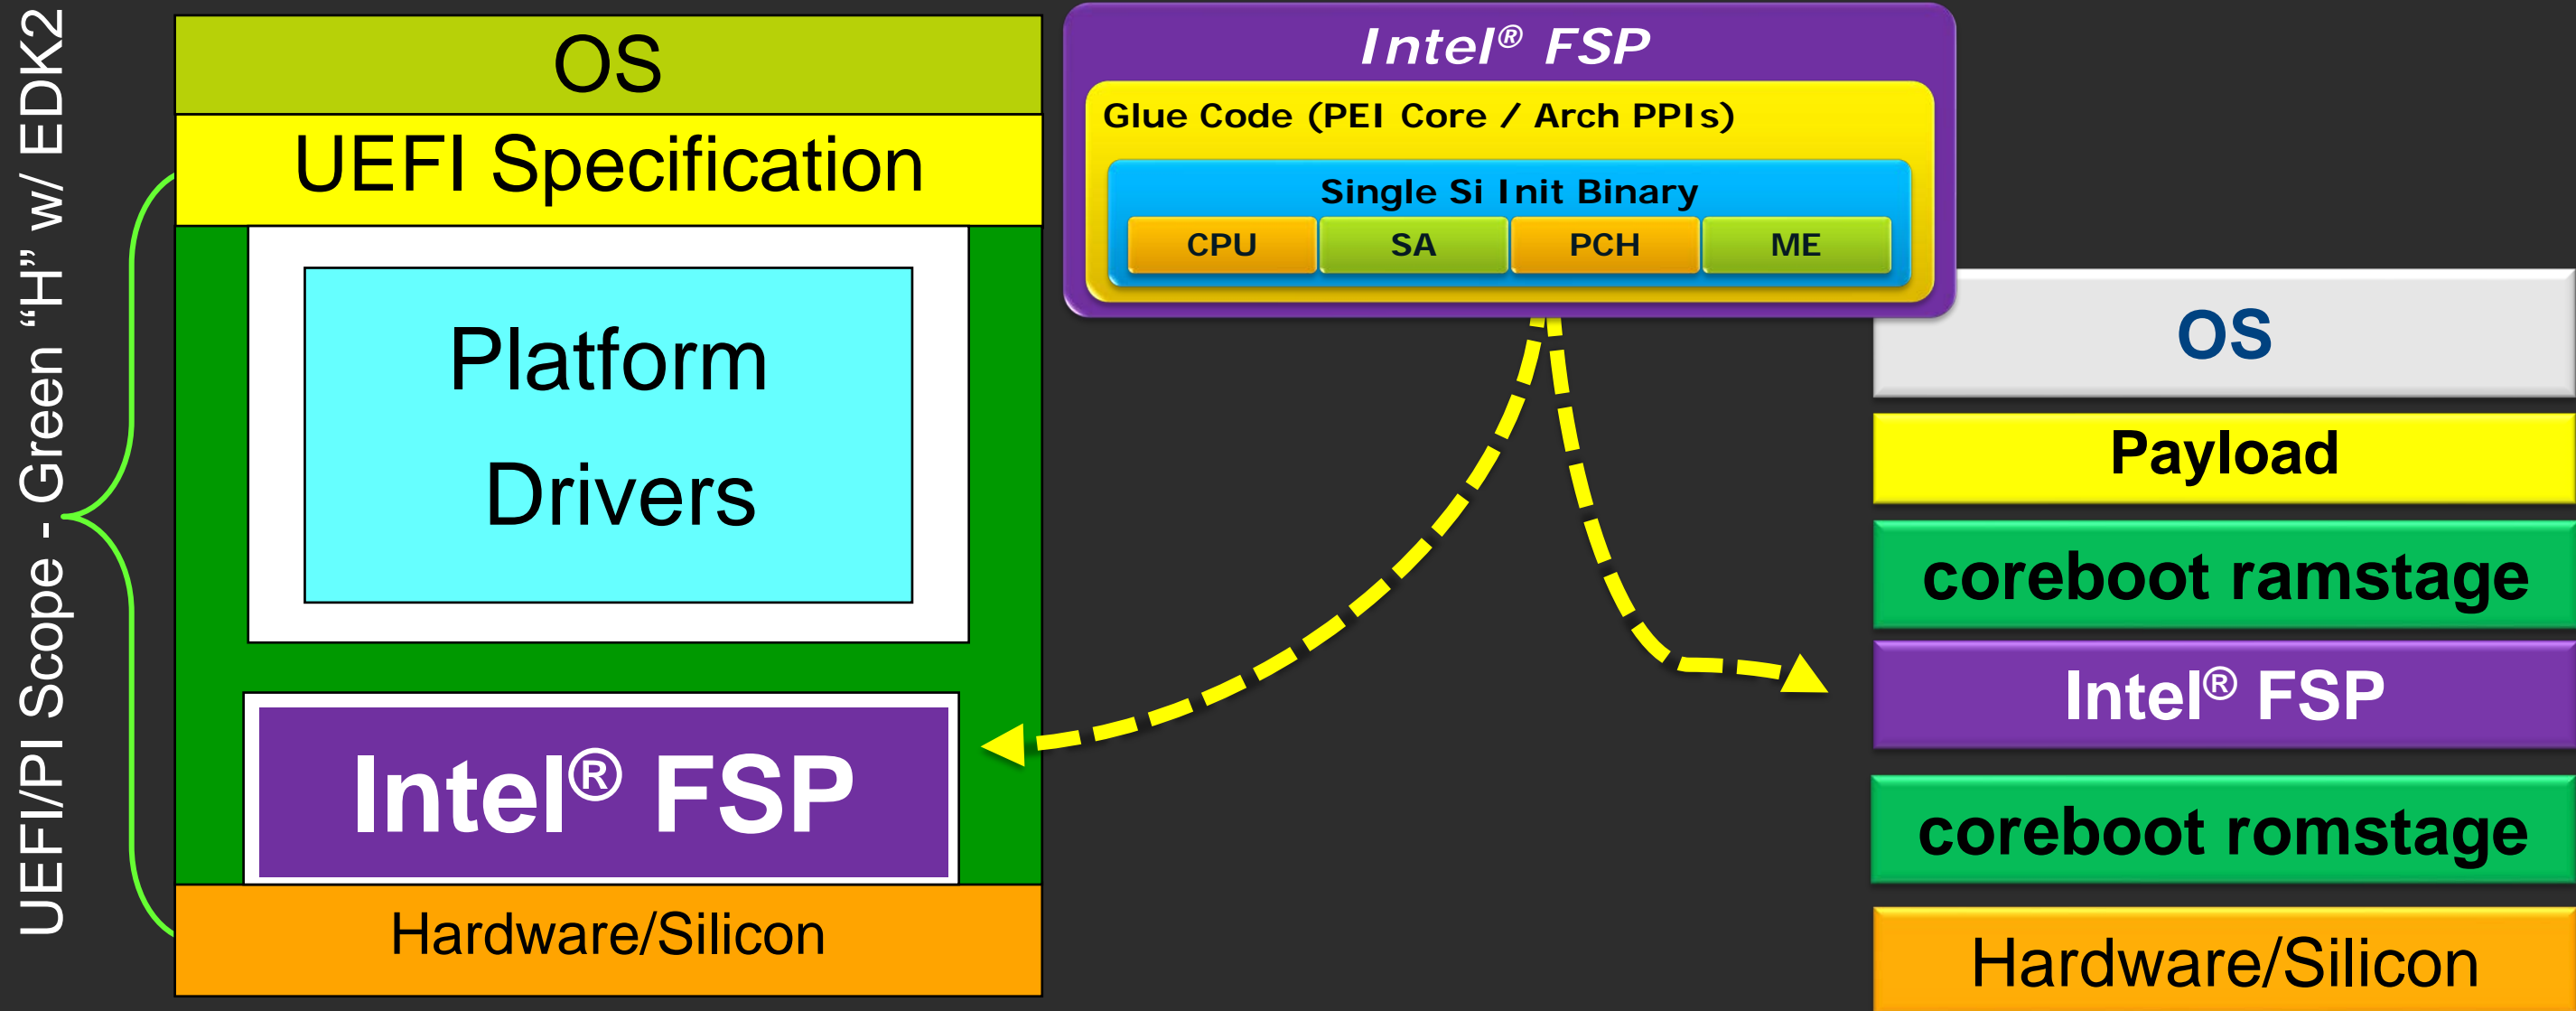 UEFI/PI Scope - Green “H” w/ EDK2
OS
UEFI Specification
Platform
Drivers
Intel® FSP
Hardware/Silicon
Intel® FSP
Glue Code (PEI Core / Arch PPIs)
Single Si Init Binary
CPU SA PCH ME
OS
Payload
coreboot ramstage
Intel® FSP
coreboot romstage
Hardware/Silicon